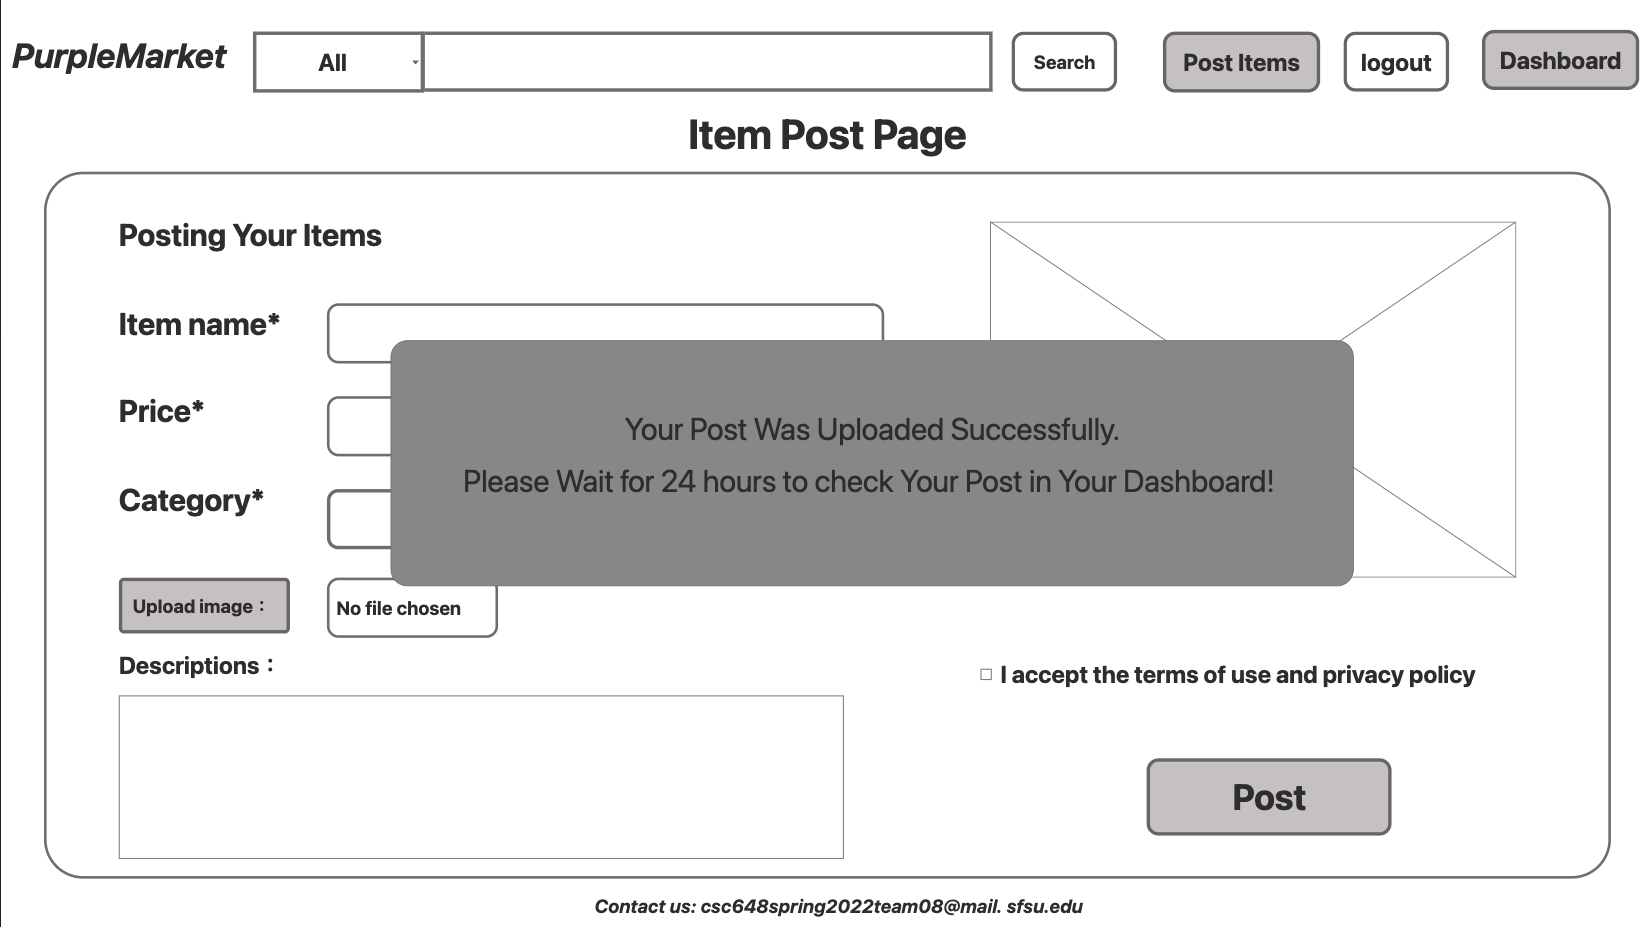 PurpleMarket
All
Search
Post Items
logout
Dashboard
Item Post Page
Posting Your Items
Item name*
Price*
Category*
Your Post Was Uploaded Successfully.
Please Wait for 24 hours to check Your Post in Your Dashboard!
Upload image：
No file chosen
Descriptions：
I accept the terms of use and privacy policy
Post
Contact us: csc648spring2022team08@mail. sfsu.edu